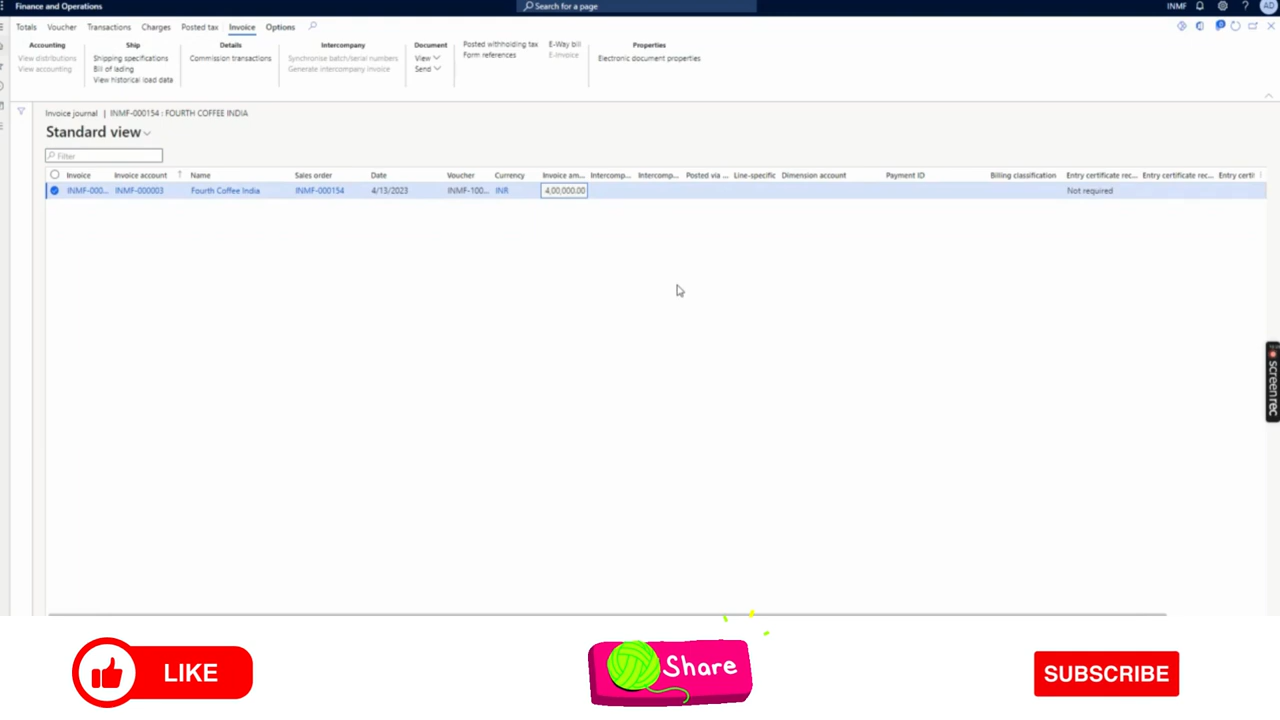 Finance and Operations
Search for a page
INMF
AD
Totals Voucher Transactions Charges Posted tax Invoice Options
Accounting
View distributions
View accounting
Ship
Shipping specifications
Bill of lading
View historical load data
Details
Commission transactions
Intercompany
Synchronise batch/serial numbers
Generate intercompany invoice
Document
View
Send
Posted withholding tax
Form references
E-Way bill
E-Invoice
Properties
Electronic document properties
Invoice journal | INMF-000154 : FOURTH COFFEE INDIA
Standard view
Filter
Invoice Invoice account Name Sales order Date Voucher Currency Invoice am... Intercomp... Intercomp... Posted via ... Line-specific Dimension account Payment ID Billing classification Entry certificate rec... Entry certificate rec... Entry certi
INMF-000... INMF-000003 Fourth Coffee India INMF-000154 4/13/2023 INMF-100... INR 4,00,000.00 Not required
screenrec
LIKE
Share
SUBSCRIBE